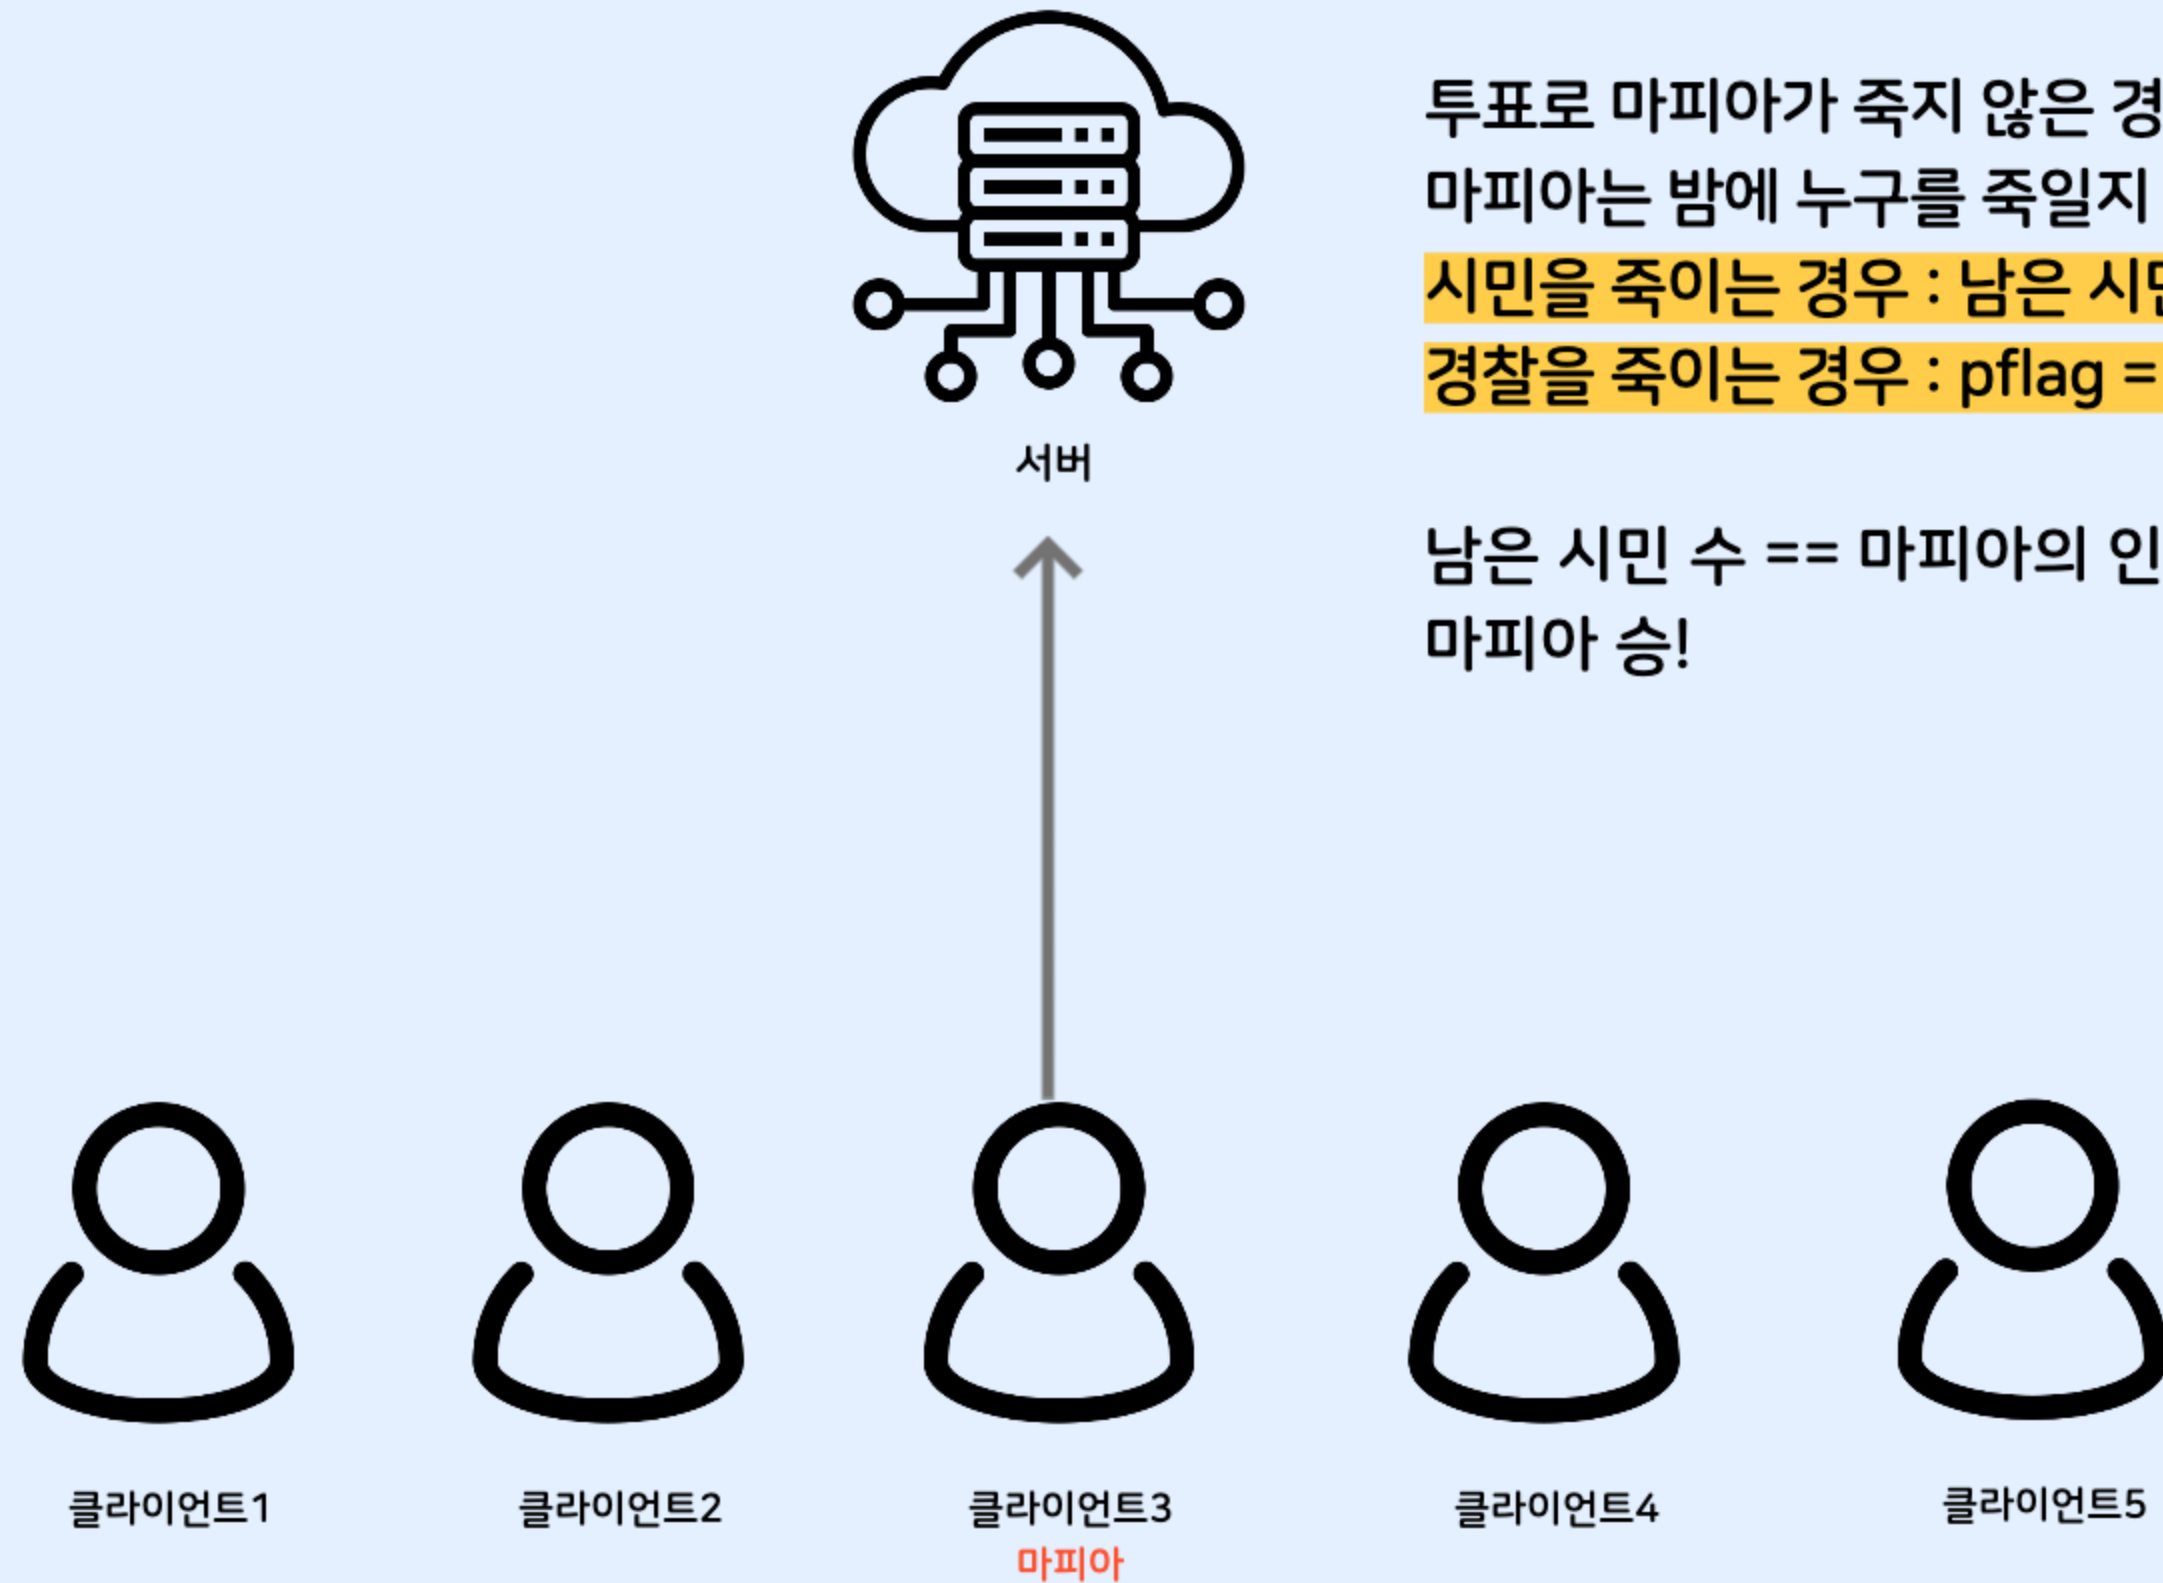 투표로 마피아가 죽지 않은
마피아는 밤에 누구를 죽일지
시민을 죽이는 경우 : 남은
경찰을 죽이는 경우 : pflag =
서버
남은 시민 수 == 마피아의
마피아 승!
클라이언트1
클라이언트2
클라이언트3
클라이언트4
클라이언트5
마피아